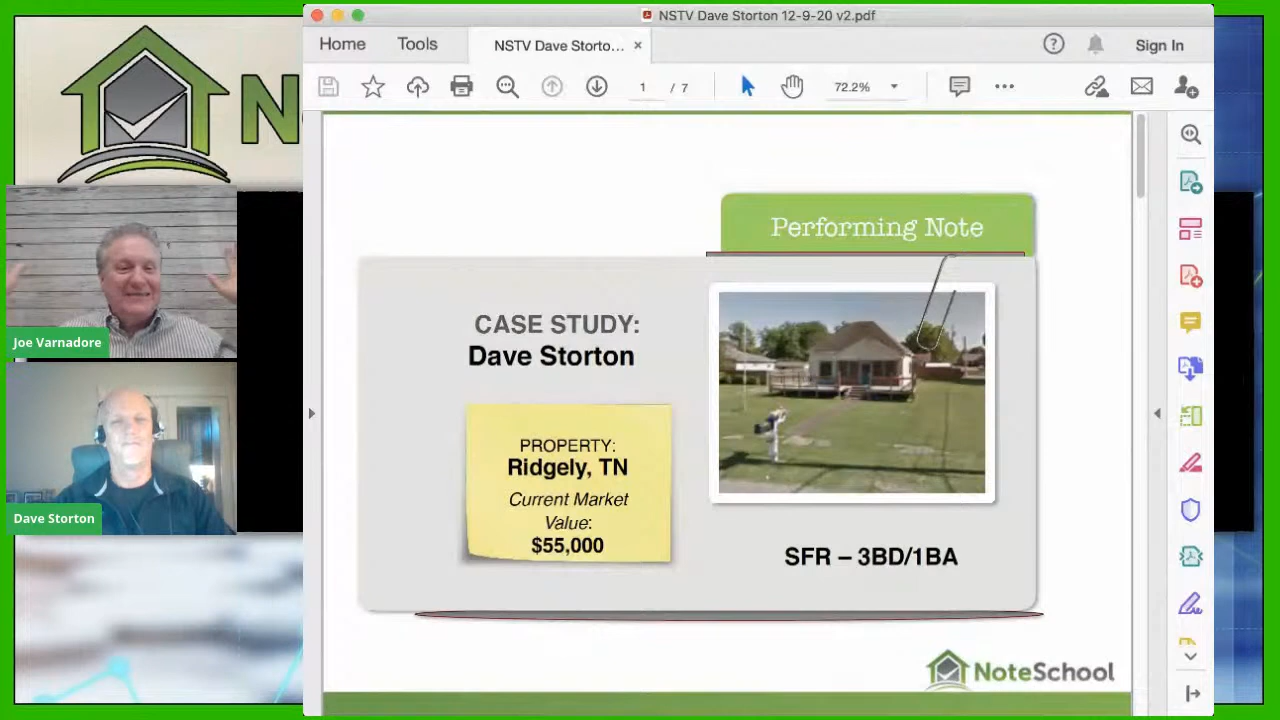 NSTV Dave Storton 12-9-20 v2.pdf
Home
Tools
NSTV Dave Storto...
Sign In
1 / 7
72.2%
N
Joe Varnadore
Dave Storton
Performing Note
CASE STUDY:
Dave Storton
PROPERTY:
Ridgely, TN
Current Market
Value:
$55,000
SFR – 3BD/1BA
NoteSchool